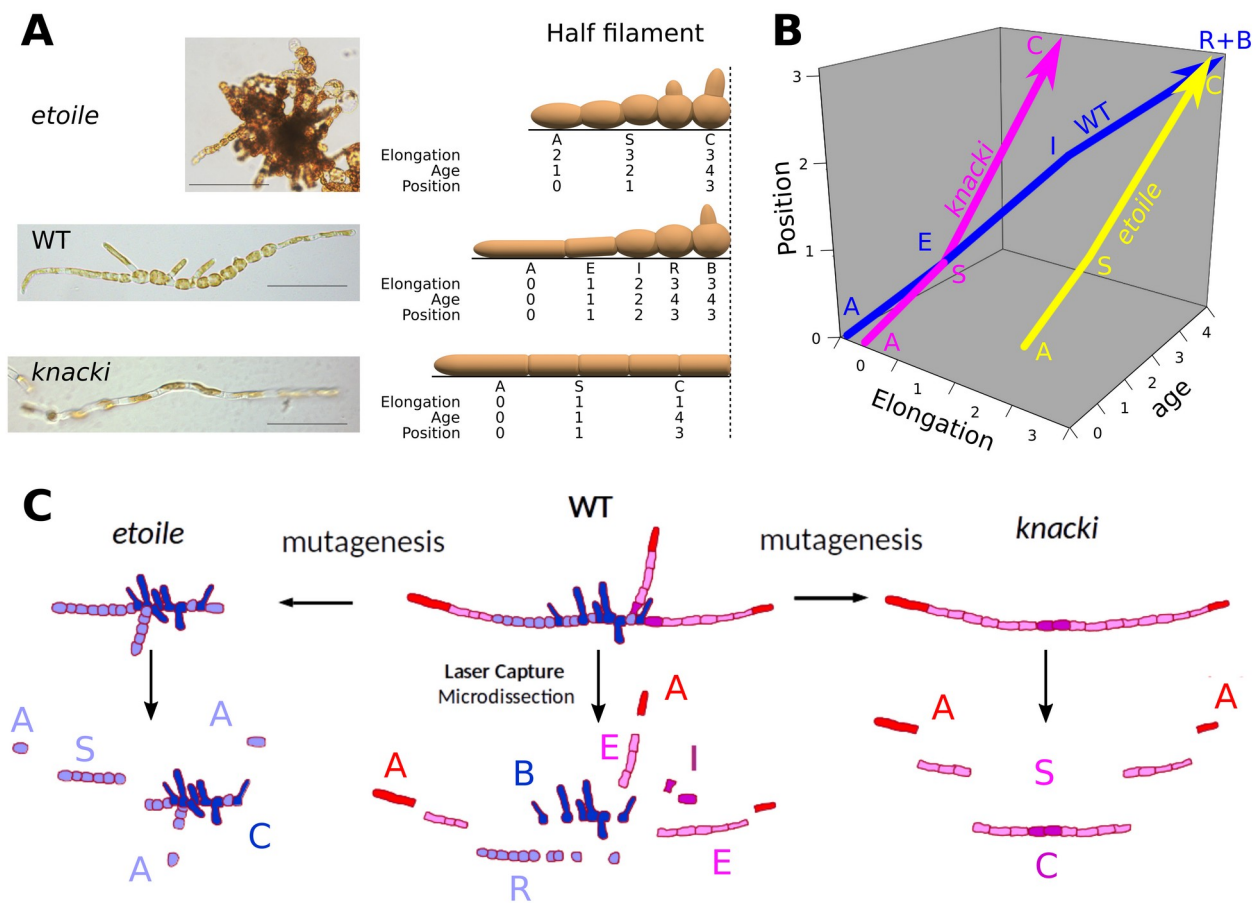 A
Half filament
etoile
A S C
Elongation 2 3 3
Age 1 2 4
Position 0 1 3
WT
A E I R B
Elongation 0 1 2 3 3
Age 0 1 2 4 4
Position 0 1 2 3 3
knacki
A S C
Elongation 0 1 1
Age 0 1 4
Position 0 1 3
B
R+B
C
C
3
WT
I
2
knacki
Position
etoile
E
1
S
S
A
0
A
A
0
1
2
3
Elongation
0
1
2
3
4
age
C
WT
etoile
mutagenesis
mutagenesis
knacki
Laser Capture
Microdissection
A
A
S
C
A
A
B
E
A
I
R
E
A
A
S
C